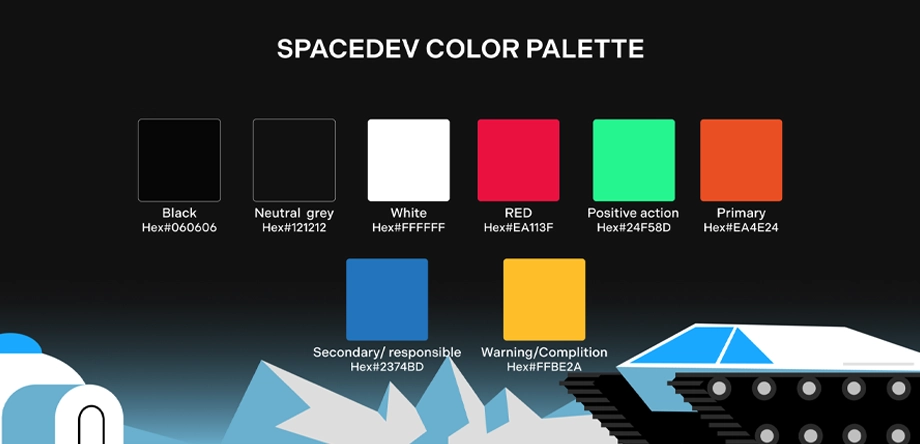 SPACEDEV COLOR PALETTE
Black
Hex#060606
Neutral grey
Hex#121212
White
Hex#FFFFFF
RED
Hex#EA113F
Positive action
Hex#24F58D
Primary
Hex#EA4E24
Secondary/ responsible
Hex#2374BD
Warning/Complition
Hex#FFBE2A